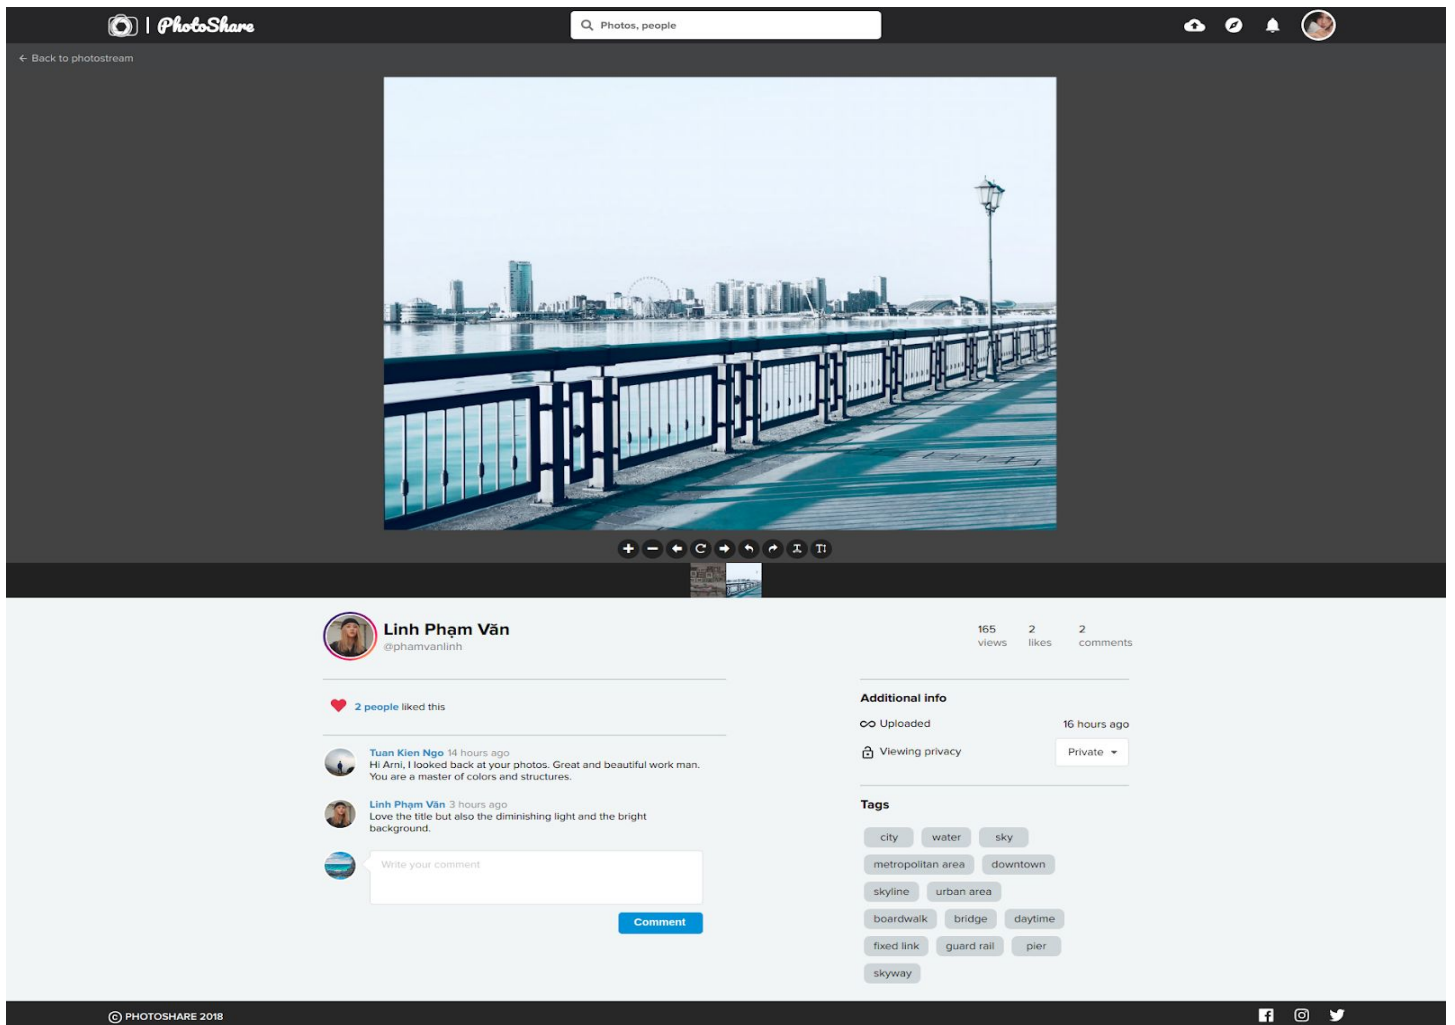 PhotoShare
Photos, people
← Back to photostream
Linh Phạm Văn
@phamvanlinh
165 2 2
views likes comments
2 people liked this
Tuan Kien Ngo 14 hours ago
Hi Arni, I looked back at your photos. Great and beautiful work man.
You are a master of colors and structures.
Linh Phạm Văn 3 hours ago
Love the title but also the diminishing light and the bright
background.
Write your comment
Comment
Additional info
Uploaded 16 hours ago
Viewing privacy Private
Tags
city water sky
metropolitan area downtown
skyline urban area
boardwalk bridge daytime
fixed link guard rail pier
skyway
© PHOTOSHARE 2018